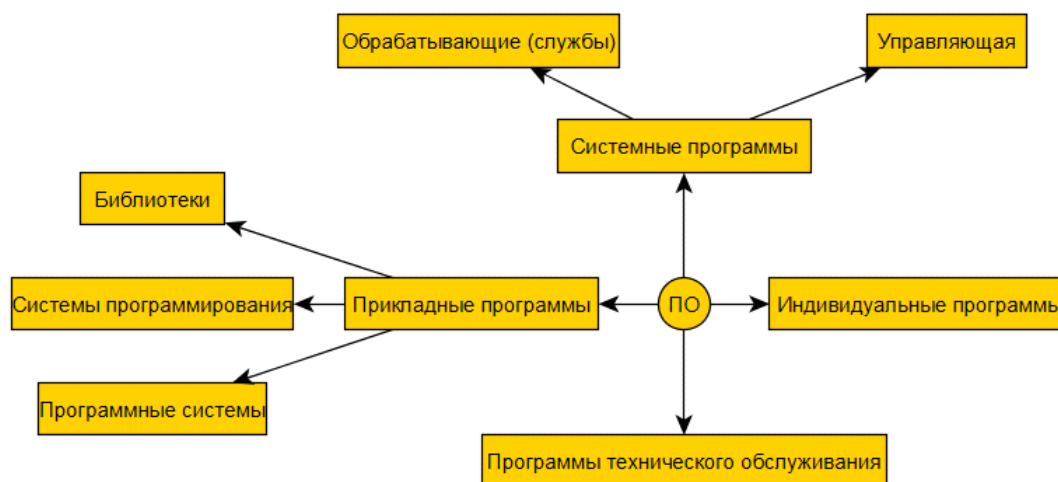 Обрабатывающие (службы)
Управляющая
Системные программы
Библиотеки
Системы программирования
Прикладные программы
ПО
Индивидуальные программы
Программные системы
Программы технического обслуживания